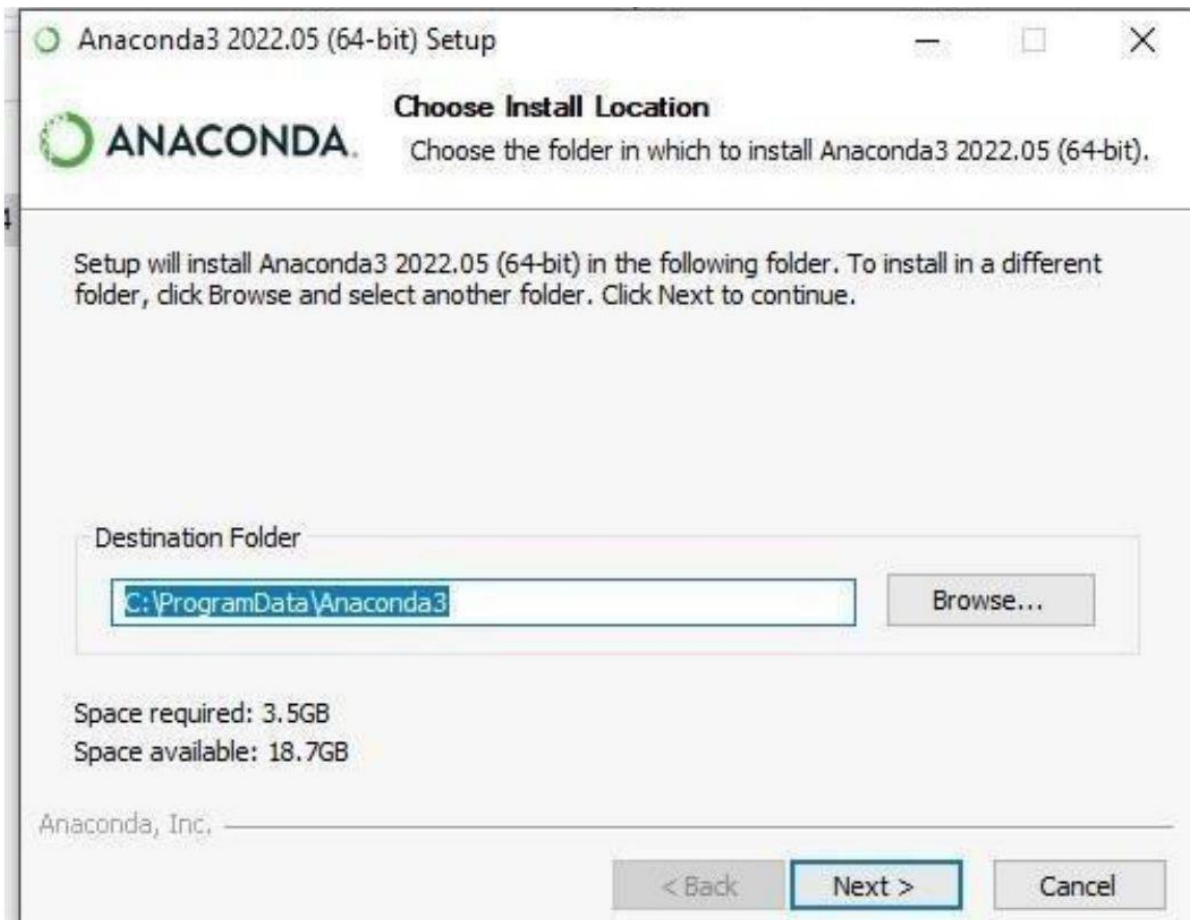 Anaconda3 2022.05 (64-bit) Setup
ANANCONDA.
Choose Install Location
Choose the folder in which to install Anaconda3 2022.05 (64-bit).
4
Setup will install Anaconda3 2022.05 (64-bit) in the following folder. To install in a different
folder, click Browse and select another folder. Click Next to continue.
Destination Folder
C:\ProgramData\Anaconda3
Browse...
Space required: 3.5GB
Space available: 18.7GB
Anaconda, Inc.
< Back
Next >
Cancel